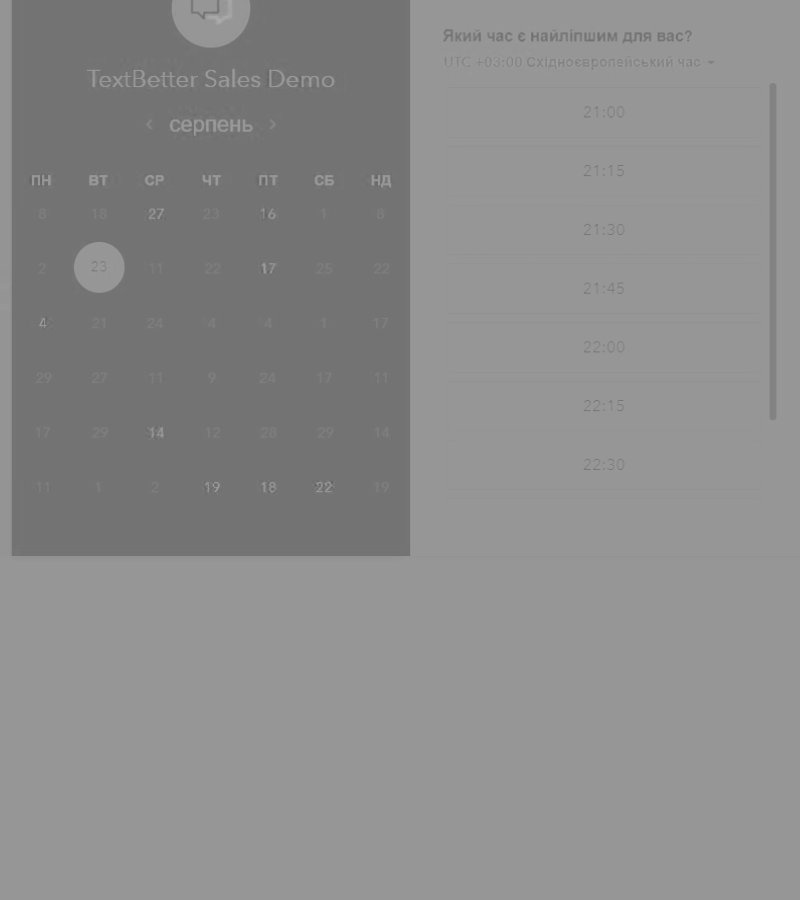 TextBetter Sales Demo
серпень
ПН ВТ СР ЧТ ПТ СБ НД
8 18 27 23 16 1 8
2 23 11 22 17 25 22
4 21 24 4 4 1 17
29 27 11 9 24 17 11
17 29 14 12 28 29 14
11 1 2 19 18 22 19
Який час є найліпшим для вас?
UTC +03:00 Східноєвропейський час
21:00
21:15
21:30
21:45
22:00
22:15
22:30